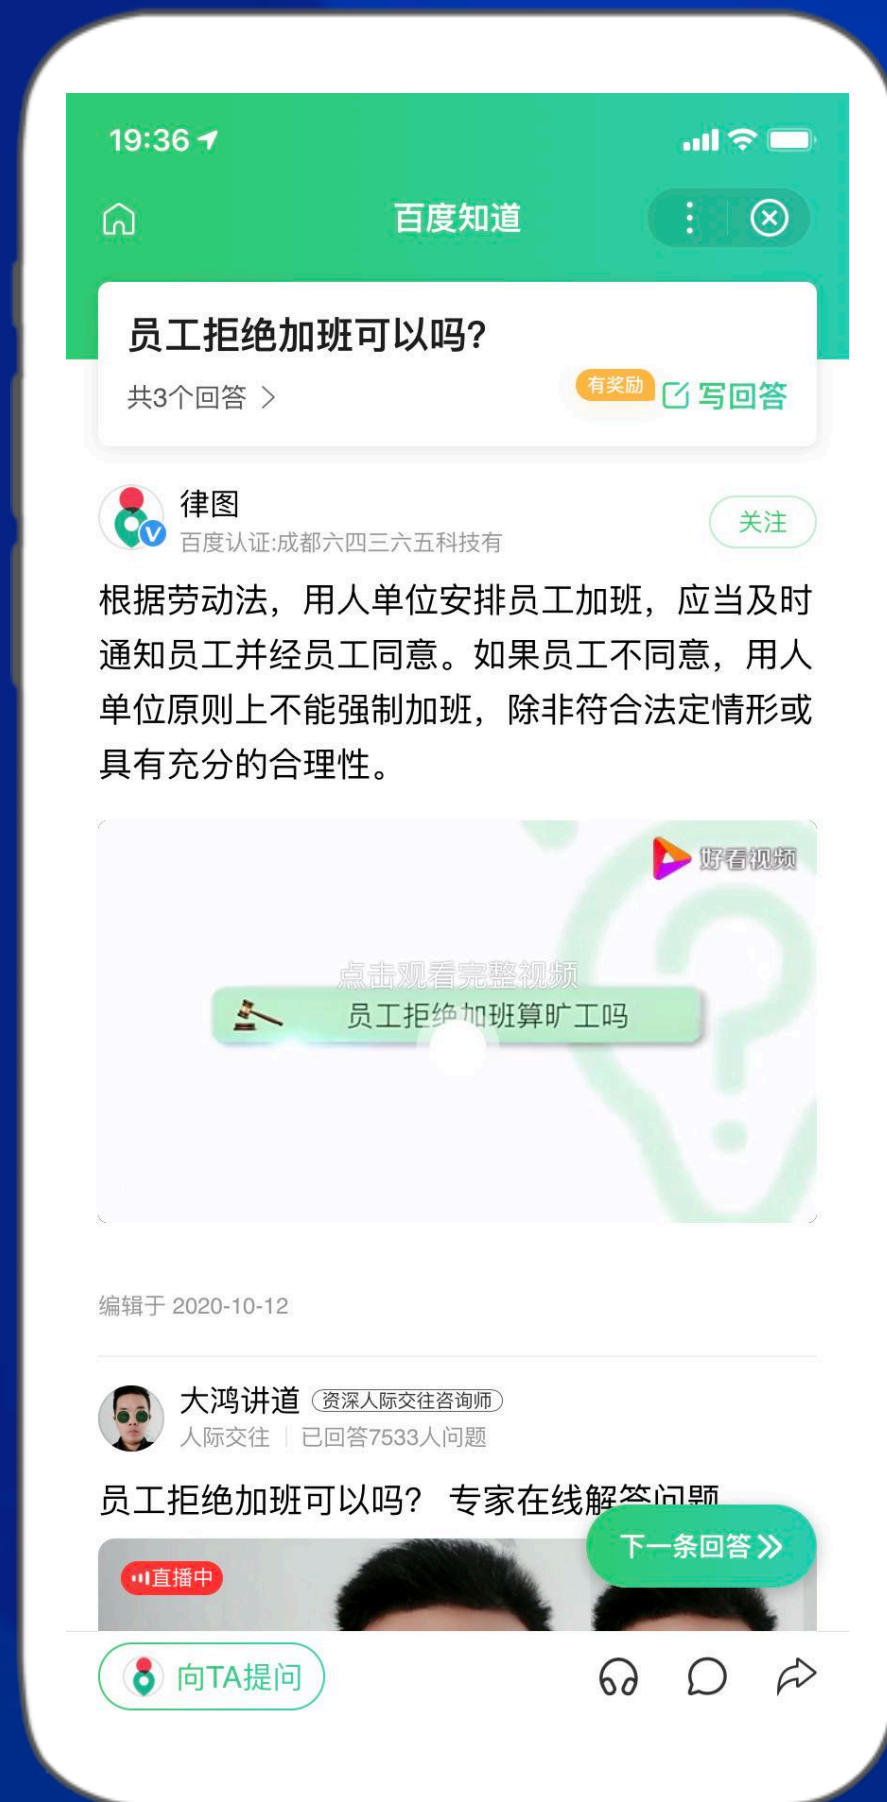 19:36
百度知道
员工拒绝加班可以吗?
共3个回答
有奖励
写回答
律图
百度认证:成都六四三六五科技有
关注
根据劳动法，用人单位安排员工加班，应当及时
通知员工并经员工同意。如果员工不同意，用人
单位原则上不能强制加班，除非符合法定情形或
具有充分的合理性。
好看视频
点击观看完整视频
员工拒绝加班算旷工吗
编辑于 2020-10-12
大鸿讲道 资深人际交往咨询师
人际交往 已回答7533人问题
员工拒绝加班可以吗? 专家在线解答问题
下一条回答
直播中
向TA提问